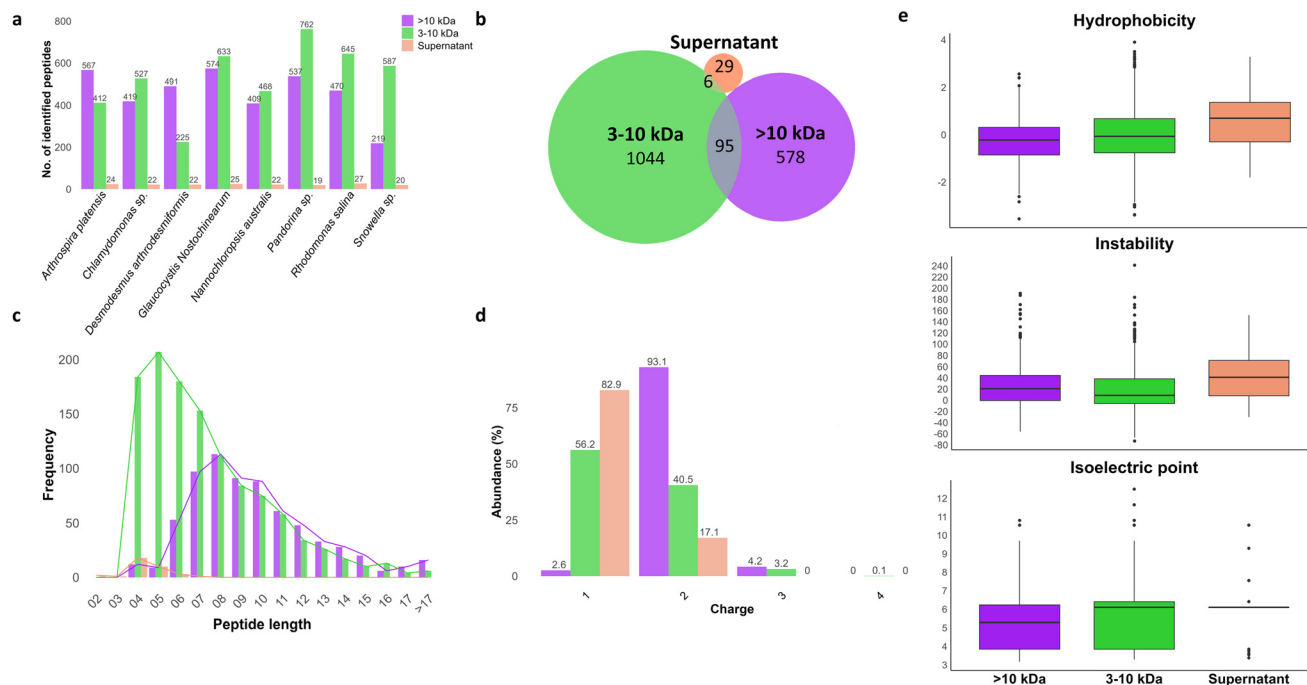 a
No. of identified peptides
800
600
400
200
0
>10 kDa
3-10 kDa
Supernatant
567 412 24
419 527 22
491 225 22
574 633 25
409 468 22
537 762 19
470 645 27
219 587 20
Arthrospira platensis
Chlamydomonas sp.
Desmodesmus arthrodesmiformis
Glaucocystis Nostochinearum
Nannochloropsis australis
Pandorina sp.
Rhodomonas salina
Snowella sp.
b
Supernatant
29
6
3-10 kDa
1044
95
>10 kDa
578
c
Frequency
200
150
100
50
0
02 03 04 05 06 07 08 09 10 11 12 13 14 15 16 17 >17
Peptide length
d
Abundance (%)
75
50
25
0
2.6 56.2 82.9
93.1 40.5 17.1
4.2 3.2 0
0 0.1 0
1 2 3 4
Charge
e
Hydrophobicity
4
2
0
-2
Instability
240
220
200
180
160
140
120
100
80
60
40
20
0
-20
-40
-60
-80
Isoelectric point
12
11
10
9
8
7
6
5
4
3
>10 kDa 3-10 kDa Supernatant